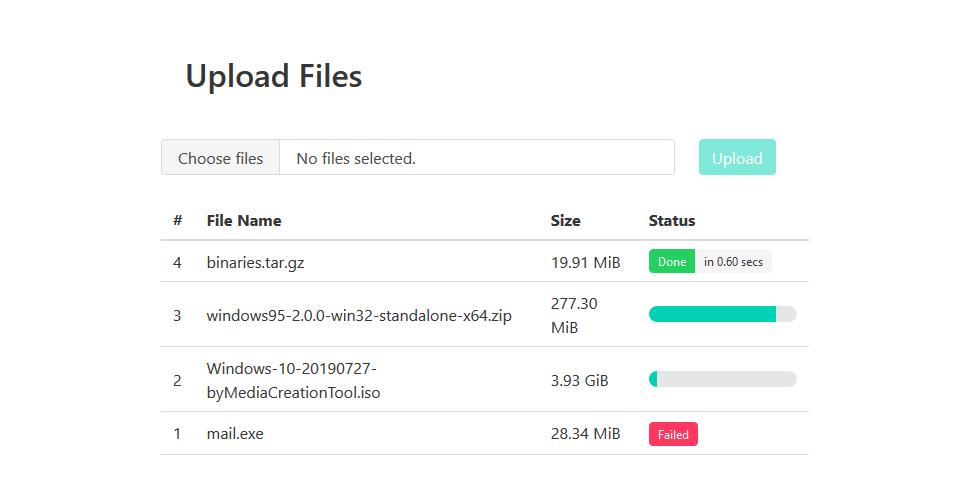 Upload Files
Choose files No files selected. Upload
# File Name Size Status
4 binaries.tar.gz 19.91 MiB Done in 0.60 secs
3 windows95-2.0.0-win32-standalone-x64.zip 277.30
MiB
2 Windows-10-20190727-
byMediaCreationTool.iso 3.93 GiB
1 mail.exe 28.34 MiB Failed